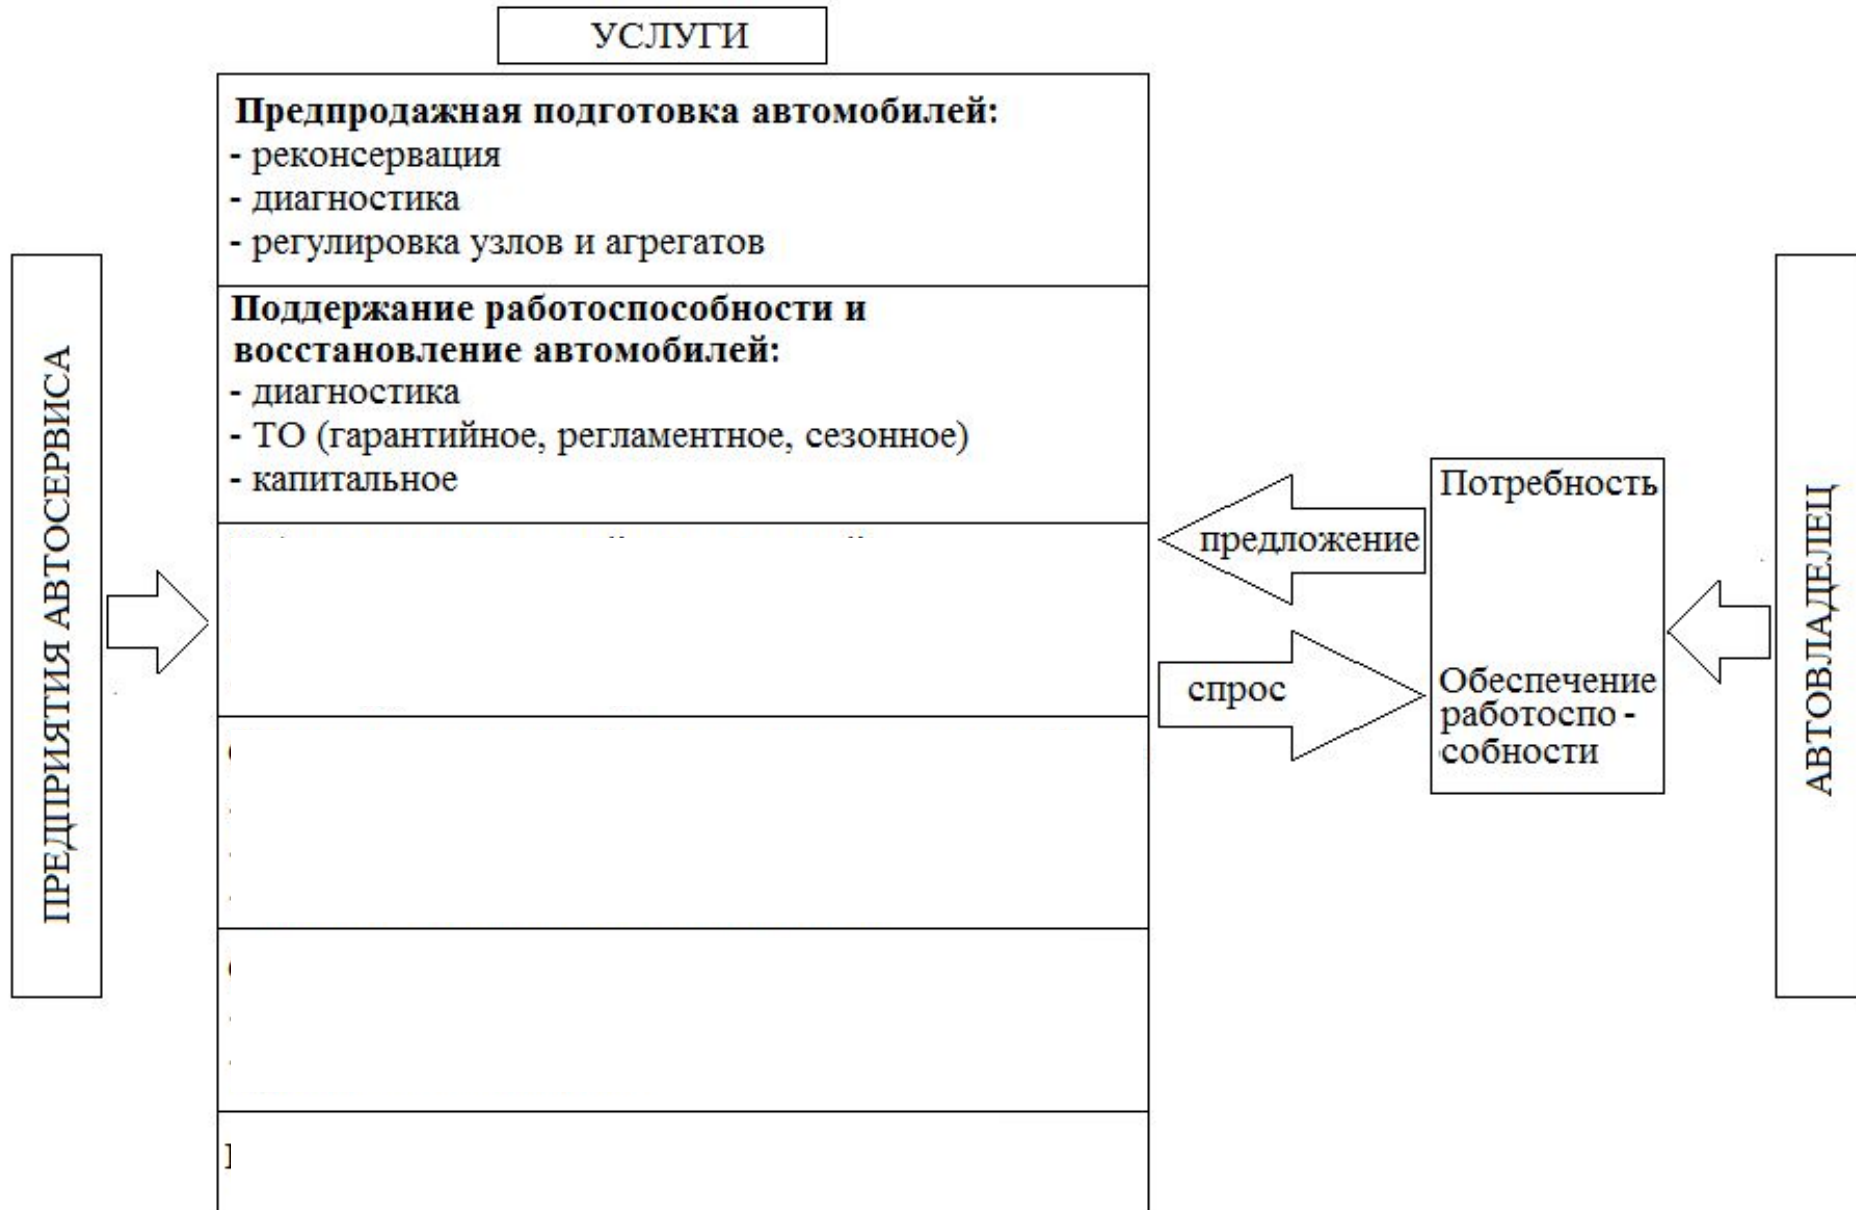 УСЛУГИ
Предпродажная подготовка автомобилей:
- реконсервация
- диагностика
- регулировка узлов и агрегатов
Поддержание работоспособности и
восстановление автомобилей:
- диагностика
- ТО (гарантийное, регламентное, сезонное)
- капитальное
ПРЕДПРИЯТИЯ АВТОСЕРВИСА
предложение
спрос
Потребность
Обеспечение
работоспо -
собности
АВТОВЛАДЕЛЕЦ